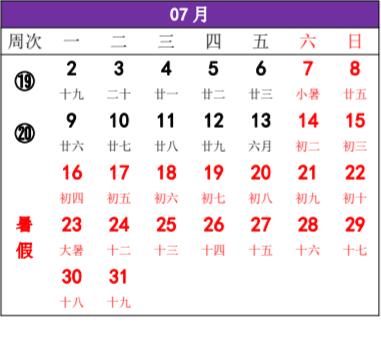 07 月
周次 一 二 三 四 五 六 日
⑲ 2 3 4 5 6 7 8
十九 二十 廿一 廿二 廿三 小暑 廿五
⑳ 9 10 11 12 13 14 15
廿六 廿七 廿八 廿九 六月 初二 初三
16 17 18 19 20 21 22
初四 初五 初六 初七 初八 初九 初十
暑 23 24 25 26 27 28 29
假 大暑 十二 十三 十四 十五 十六 十七
30 31
十八 十九